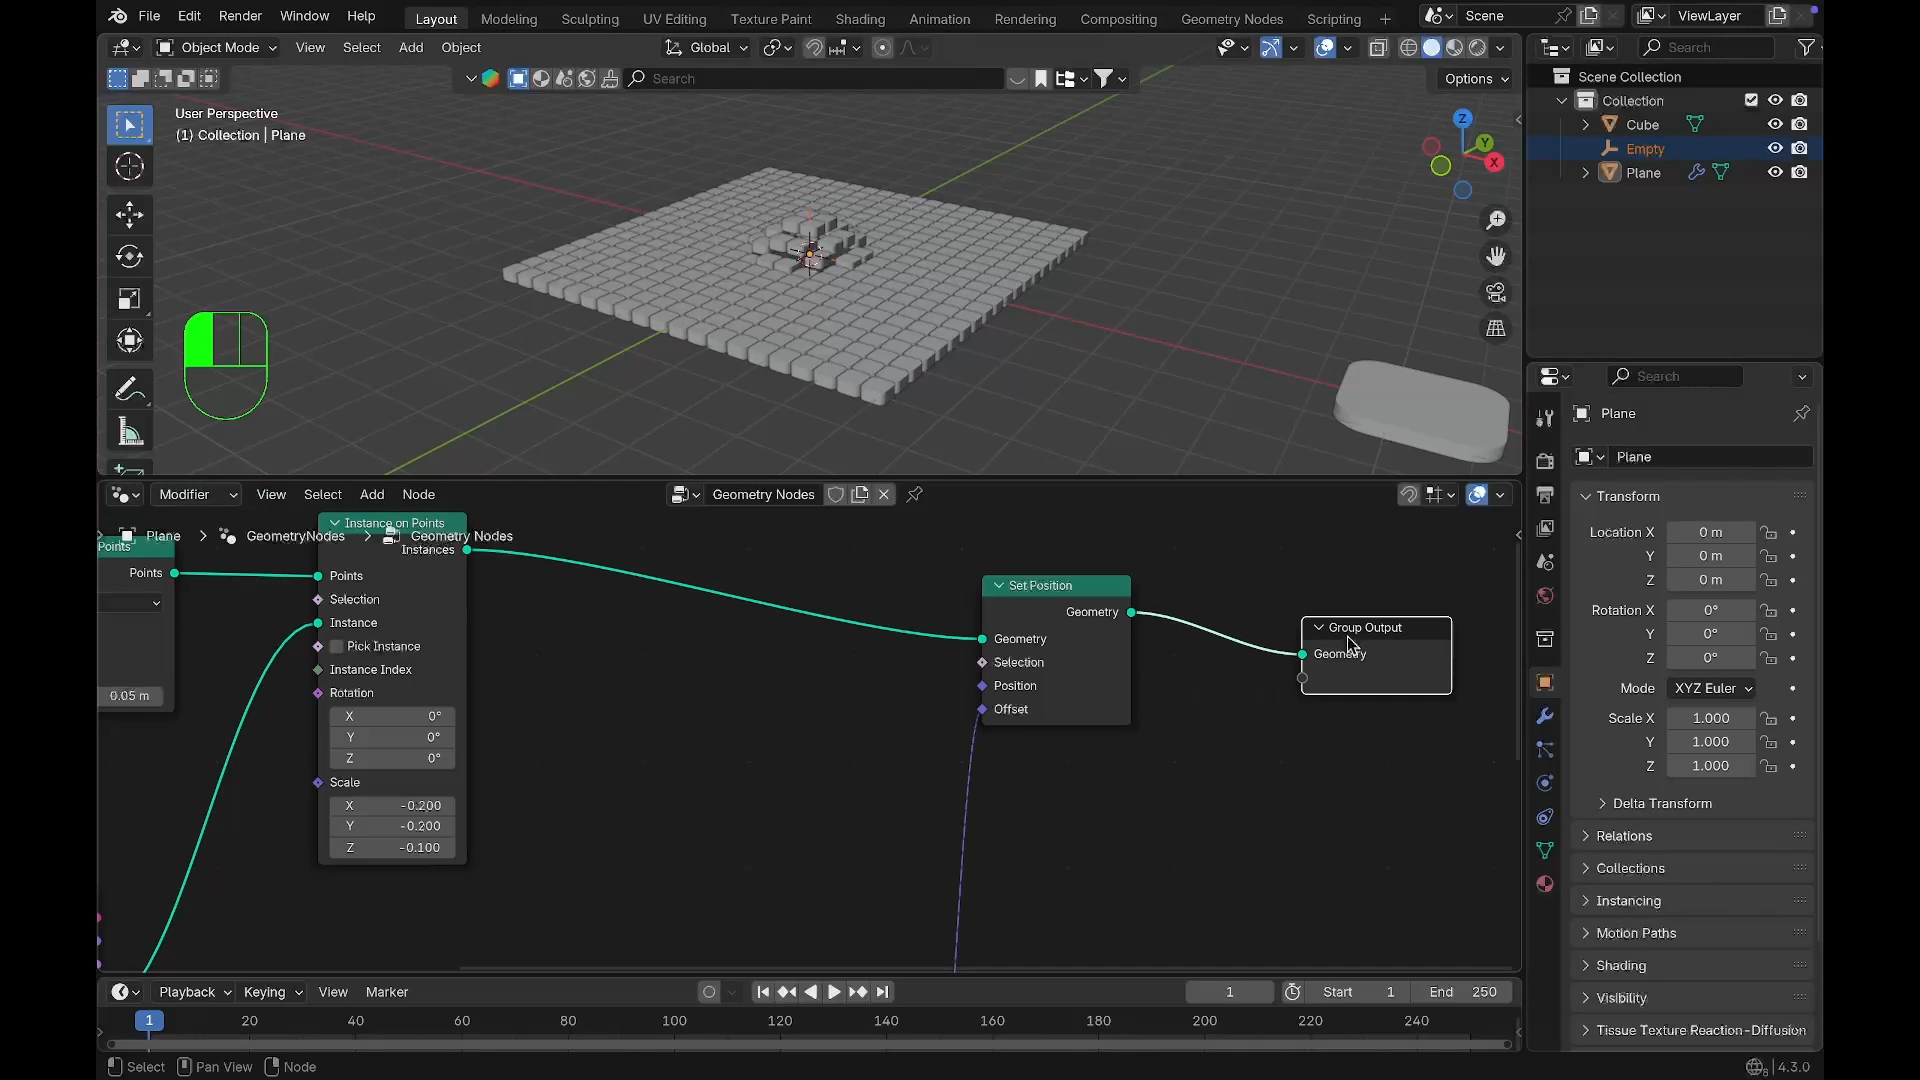 File Edit Render Window Help Layout Modeling Sculpting UV Editing Texture Paint Shading Animation Rendering Compositing Geometry Nodes Scripting + Scene ViewLayer
Object Mode View Select Add Object Global Search
Search Options
User Perspective
(1) Collection | Plane
Z
Y
X
Scene Collection
Collection
Cube
Empty
Plane
Modifier View Select Add Node Geometry Nodes
Plane > GeometryNodes > Geometry Nodes
Points
Points
0.05 m
Instance on Points
Instances
Points
Selection
Instance
Pick Instance
Instance Index
Rotation
X 0°
Y 0°
Z 0°
Scale
X -0.200
Y -0.200
Z -0.100
Set Position
Geometry
Geometry
Selection
Position
Offset
Group Output
Geometry
Search
Plane
Plane
Transform
Location X 0 m
Y 0 m
Z 0 m
Rotation X 0°
Y 0°
Z 0°
Mode XYZ Euler
Scale X 1.000
Y 1.000
Z 1.000
Delta Transform
Relations
Collections
Instancing
Motion Paths
Shading
Visibility
Tissue Texture Reaction-Diffusion
Playback Keying View Marker 1 Start 1 End 250
1 20 40 60 80 100 120 140 160 180 200 220 240
Select Pan View Node 4.3.0